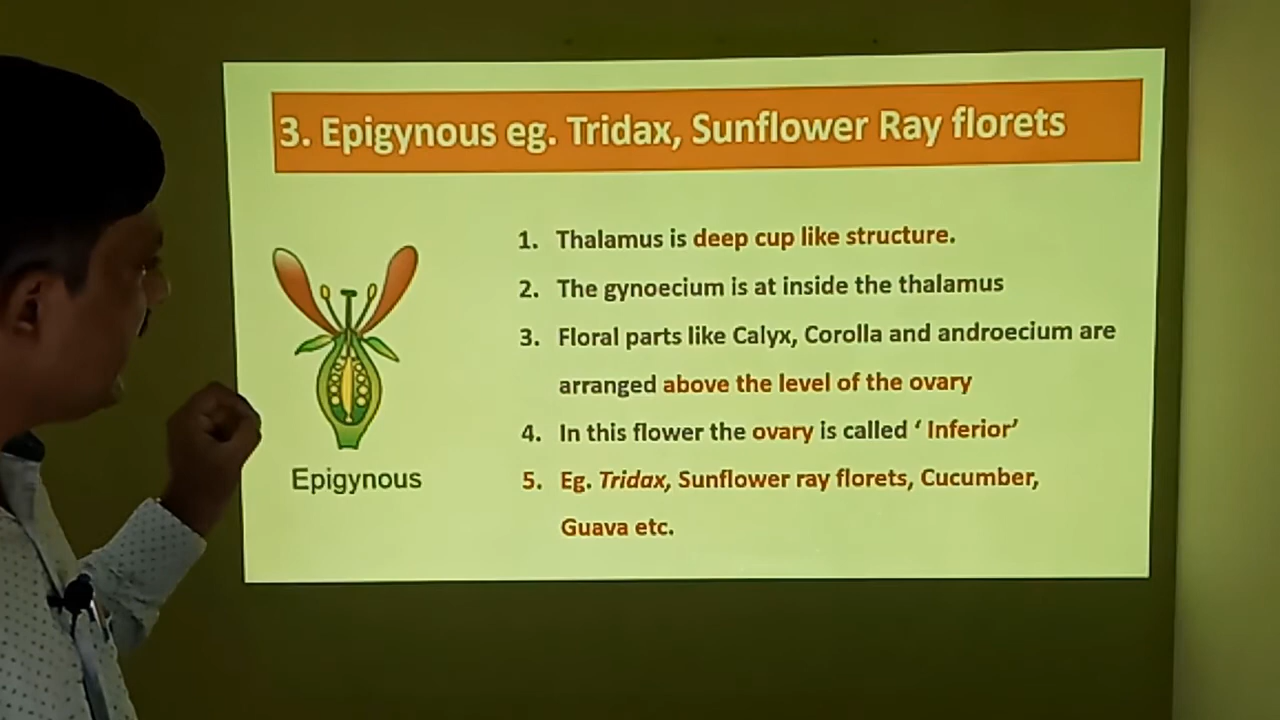 3. Epigynous eg. Tridax, Sunflower Ray florets
1. Thalamus is deep cup like structure.
2. The gynoecium is at inside the thalamus
3. Floral parts like Calyx, Corolla and androecium are
arranged above the level of the ovary
4. In this flower the ovary is called ‘ Inferior’
5. Eg. Tridax, Sunflower ray florets, Cucumber,
Guava etc.
Epigynous